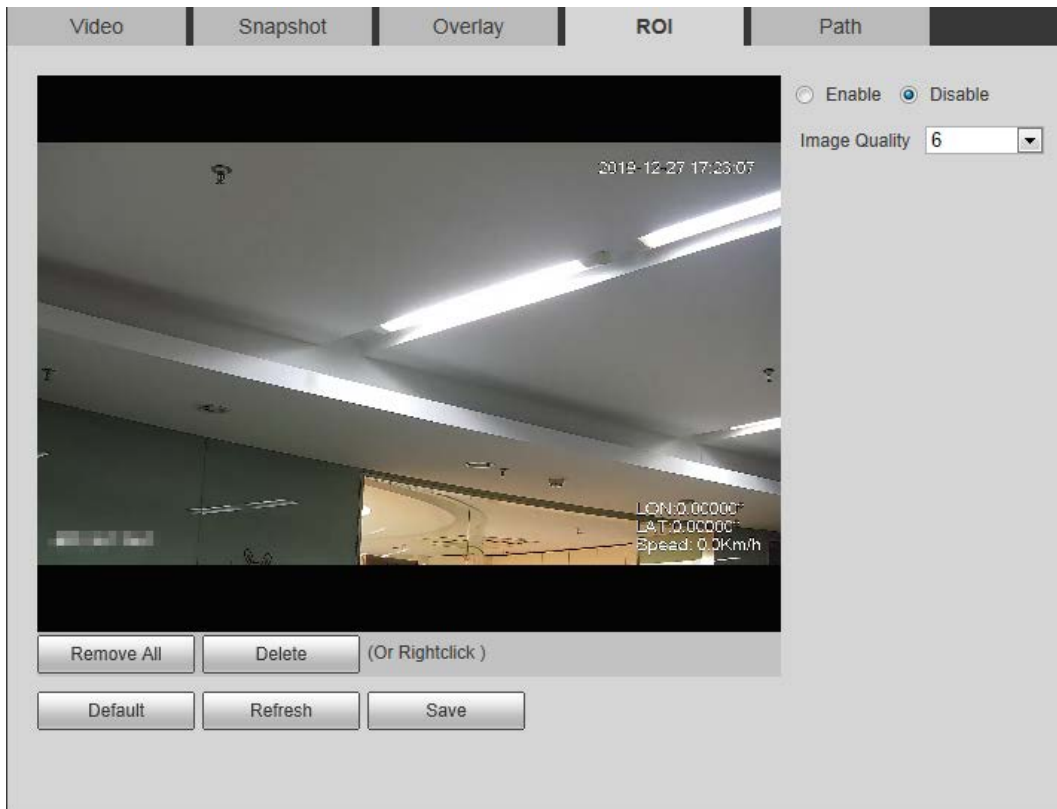 Video Snapshot Overlay ROI Path
Enable Disable
Image Quality 6
2019-12-27 17:23:07
LON:0.00000°
LAT:0.00000°
Speed: 0.0Km/h
Remove All Delete (Or Rightclick )
Default Refresh Save